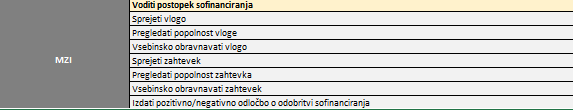 Voditi postopek sofinanciranja
Sprejeti vlogo
Pregledati popolnost vloge
Vsebinsko obravnavati vlogo
MZI
Sprejeti zahtevek
Pregledati popolnost zahtevka
Vsebinsko obravnavati zahtevek
Izdati pozitivno/negativno odločbo o odobritvi sofinanciranja